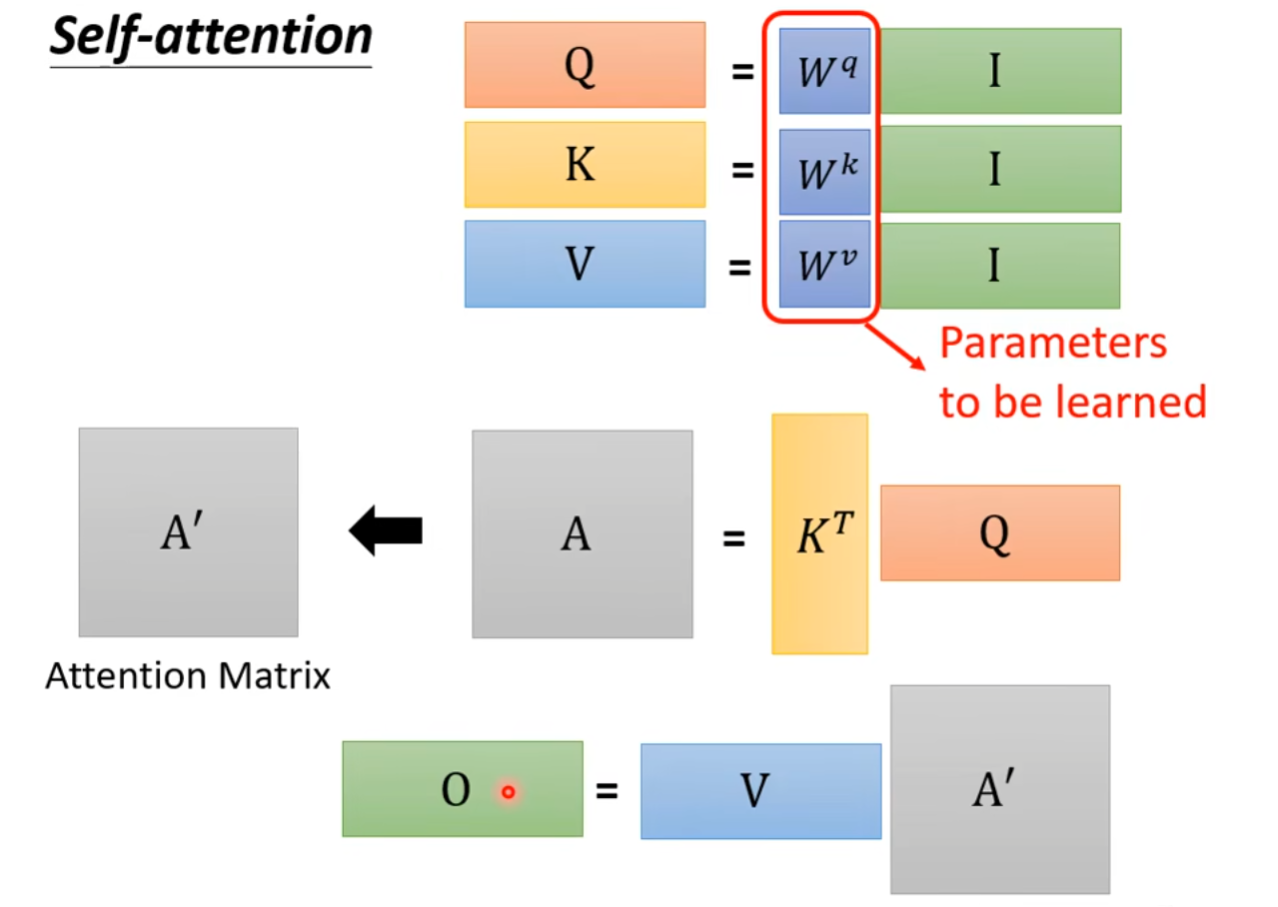 Self-attention
Q = W^q I
K = W^k I
V = W^v I
Parameters
to be learned
A′ A = K^T Q
Attention Matrix
O = V A′